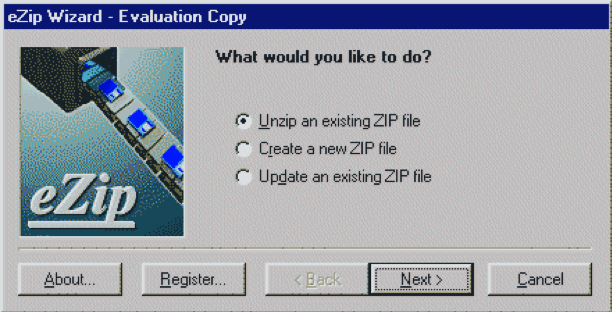 eZip Wizard - Evaluation Copy
What would you like to do?
Unzip an existing ZIP file
Create a new ZIP file
Update an existing ZIP file
eZip
About...
Register...
< Back
Next >
Cancel